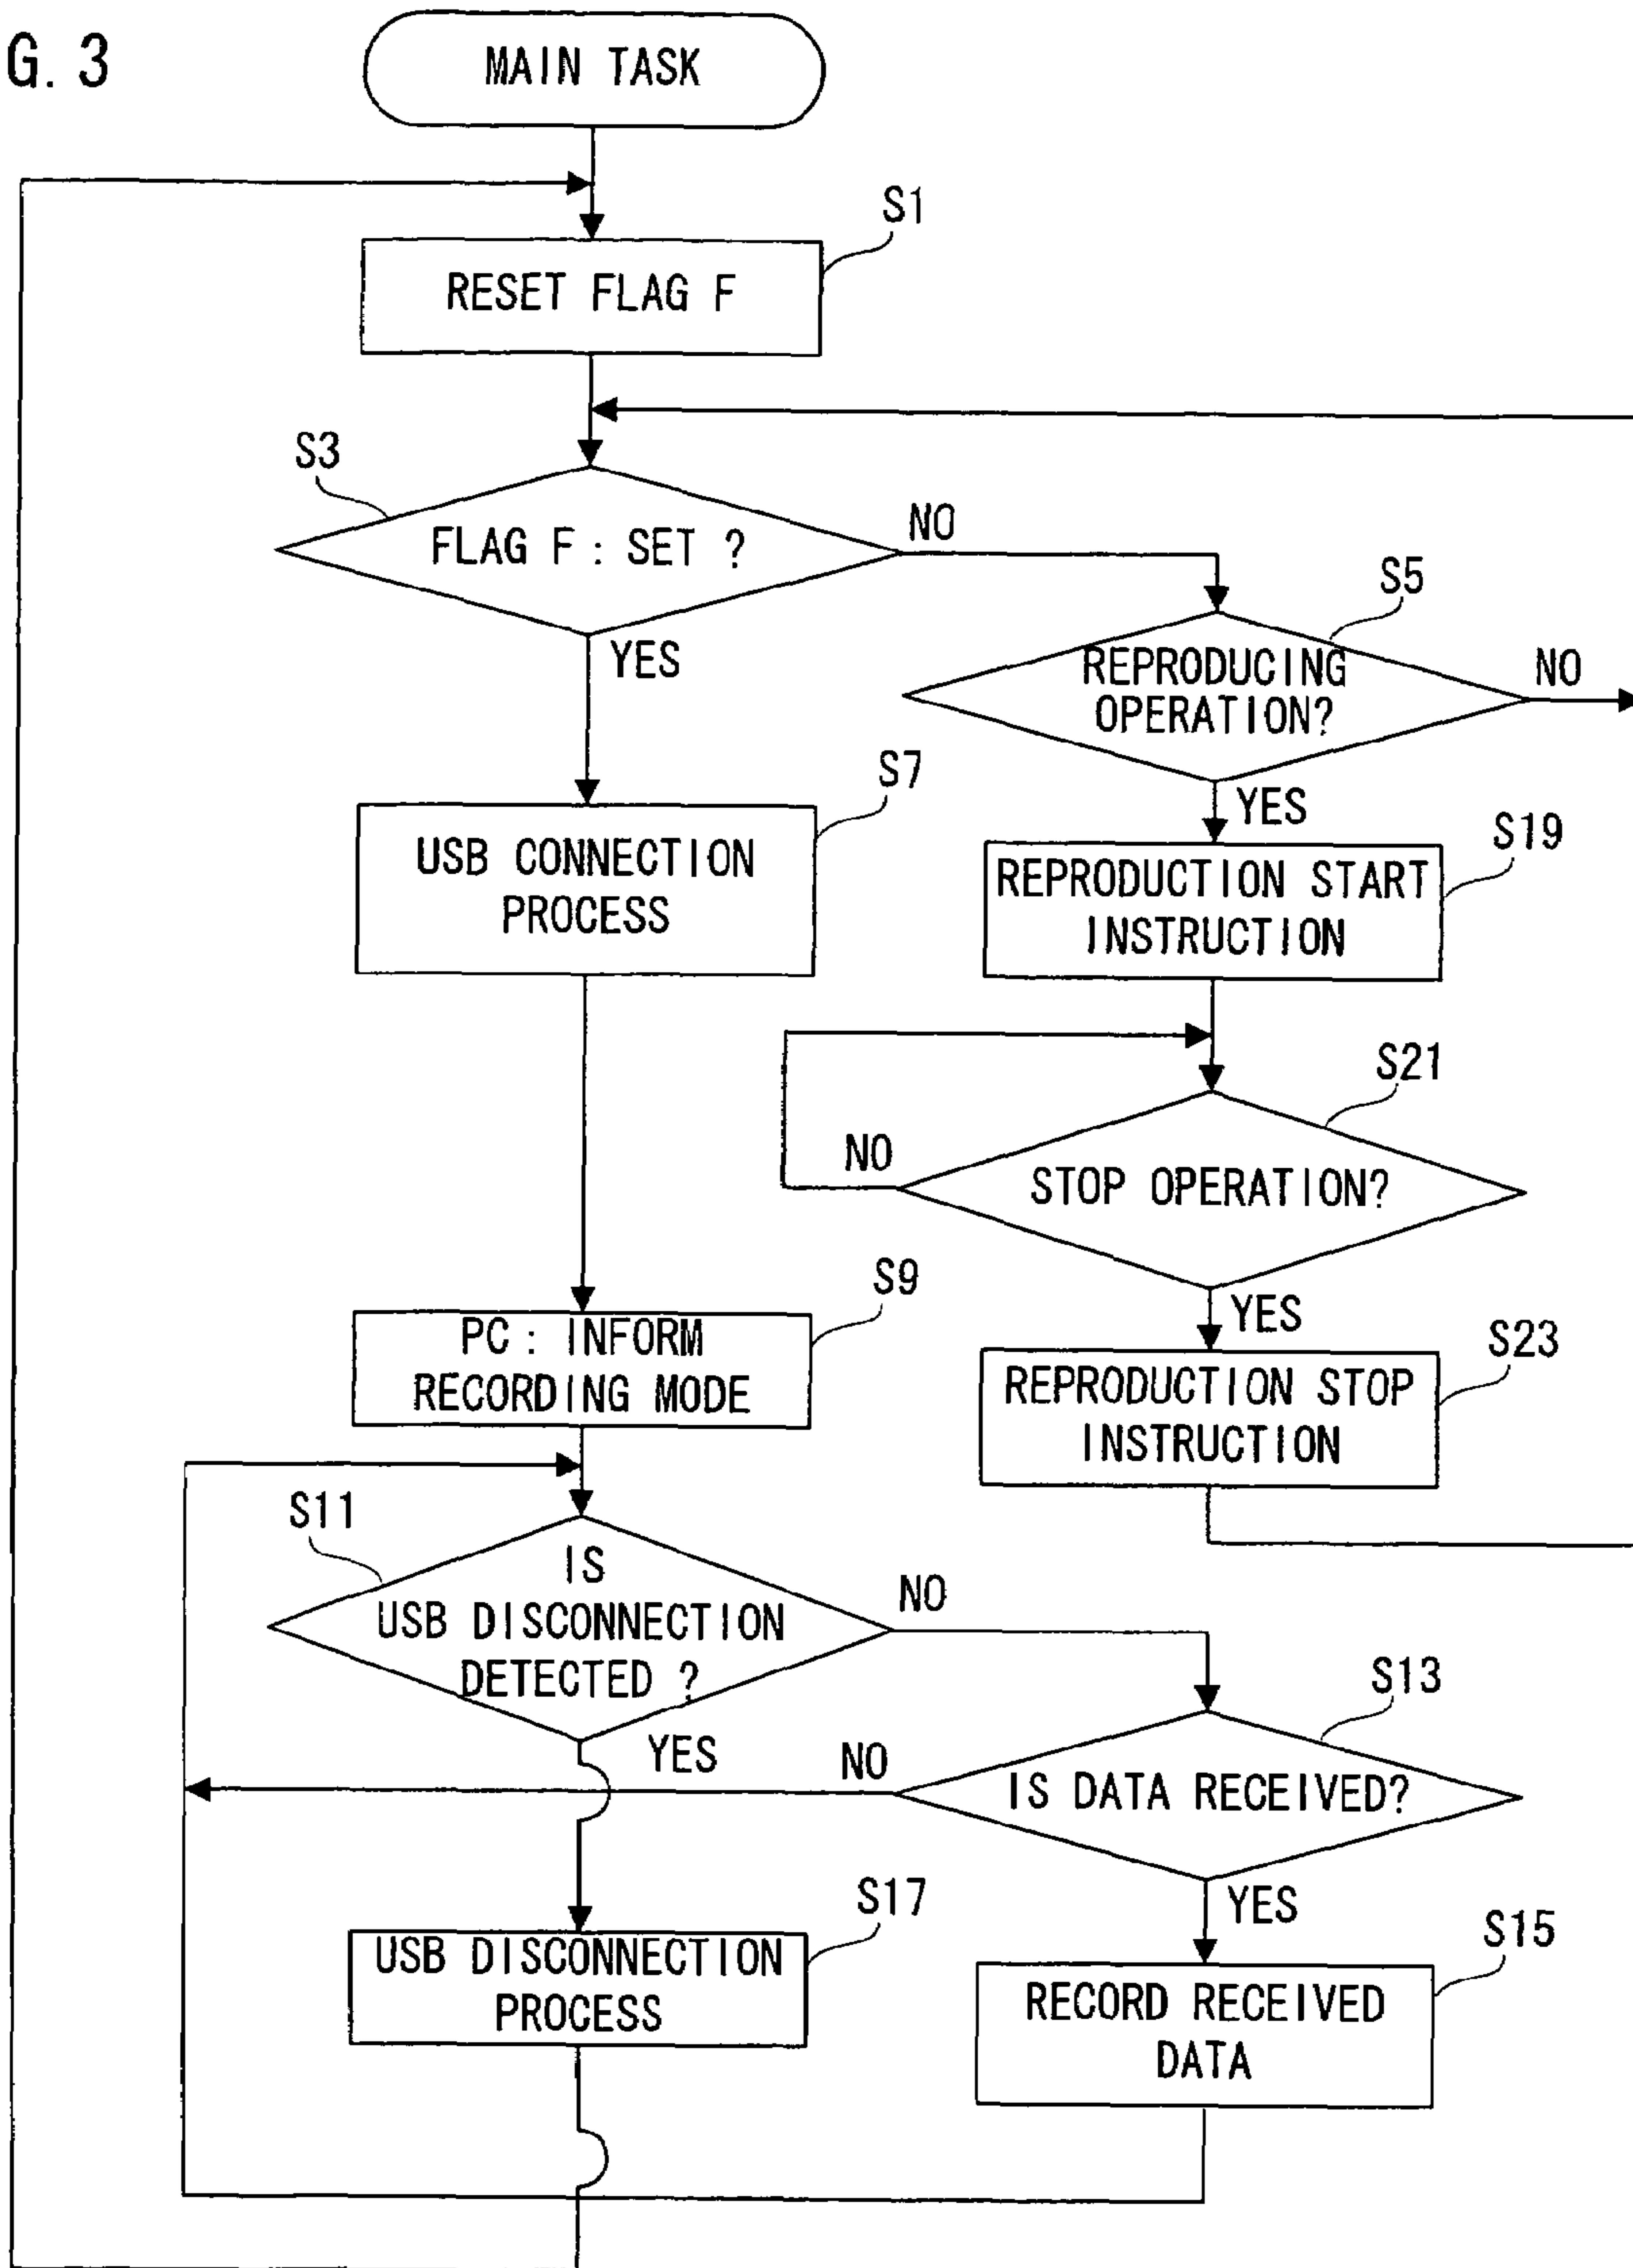 G. 3
MAIN TASK
S1
RESET FLAG F
S3
FLAG F : SET ?
NO
YES
S5
REPRODUCING
OPERATION?
NO
YES
S7
USB CONNECTION
PROCESS
S19
REPRODUCTION START
INSTRUCTION
S21
STOP OPERATION?
NO
YES
S9
PC : INFORM
RECORDING MODE
S23
REPRODUCTION STOP
INSTRUCTION
S11
IS
USB DISCONNECTION
DETECTED ?
NO
YES
S13
IS DATA RECEIVED?
NO
YES
S17
USB DISCONNECTION
PROCESS
S15
RECORD RECEIVED
DATA